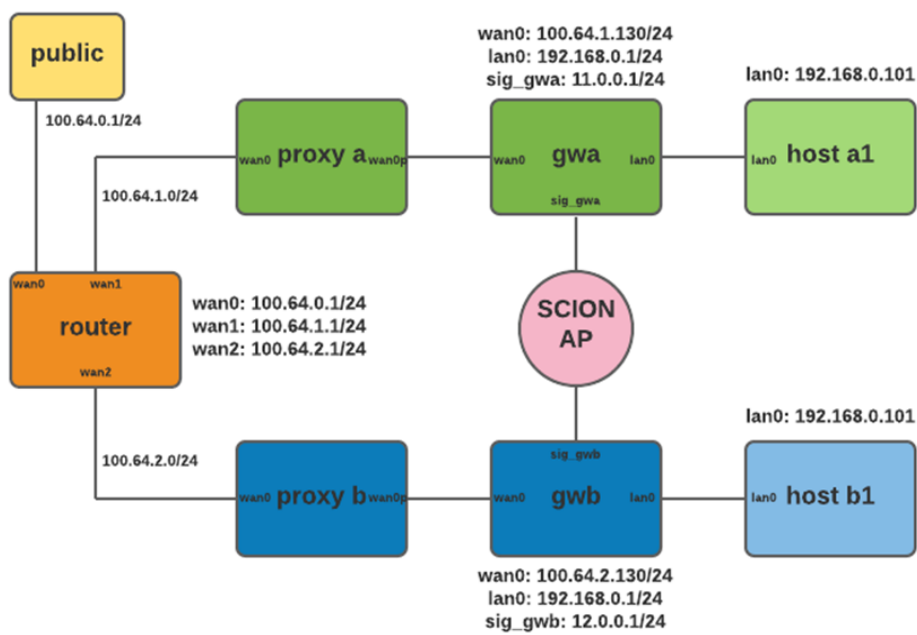 public
100.64.0.1/24
wan0: 100.64.1.130/24
lan0: 192.168.0.1/24
sig_gwa: 11.0.0.1/24
lan0: 192.168.0.101
wan0 proxy a wan0p
wan0 gwa lan0
sig_gwa
lan0 host a1
100.64.1.0/24
wan0 wan1
router
wan2
wan0: 100.64.0.1/24
wan1: 100.64.1.1/24
wan2: 100.64.2.1/24
SCION
AP
100.64.2.0/24
lan0: 192.168.0.101
wan0 proxy b wan0p
sig_gwb
wan0 gwb lan0
lan0 host b1
wan0: 100.64.2.130/24
lan0: 192.168.0.1/24
sig_gwb: 12.0.0.1/24